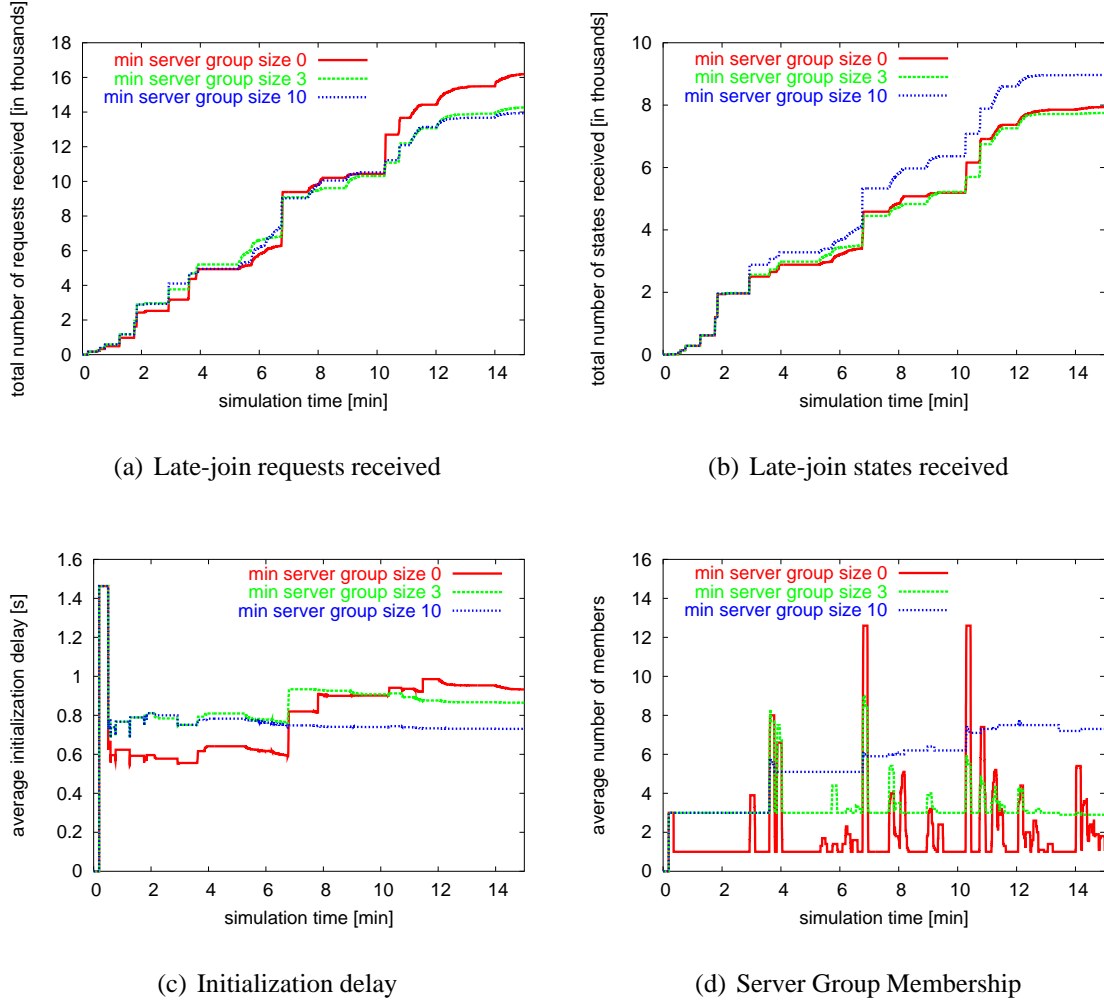 total number of requests received [in thousands]
18
16
14
12
10
8
6
4
2
0
0 2 4 6 8 10 12 14
min server group size 0
min server group size 3
min server group size 10
simulation time [min]
(a) Late-join requests received
total number of states received [in thousands]
10
8
6
4
2
0
0 2 4 6 8 10 12 14
min server group size 0
min server group size 3
min server group size 10
simulation time [min]
(b) Late-join states received
average initialization delay [s]
1.6
1.4
1.2
1
0.8
0.6
0.4
0.2
0
0 2 4 6 8 10 12 14
min server group size 0
min server group size 3
min server group size 10
simulation time [min]
(c) Initialization delay
average number of members
16
14
12
10
8
6
4
2
0
0 2 4 6 8 10 12 14
min server group size 0
min server group size 3
min server group size 10
simulation time [min]
(d) Server Group Membership